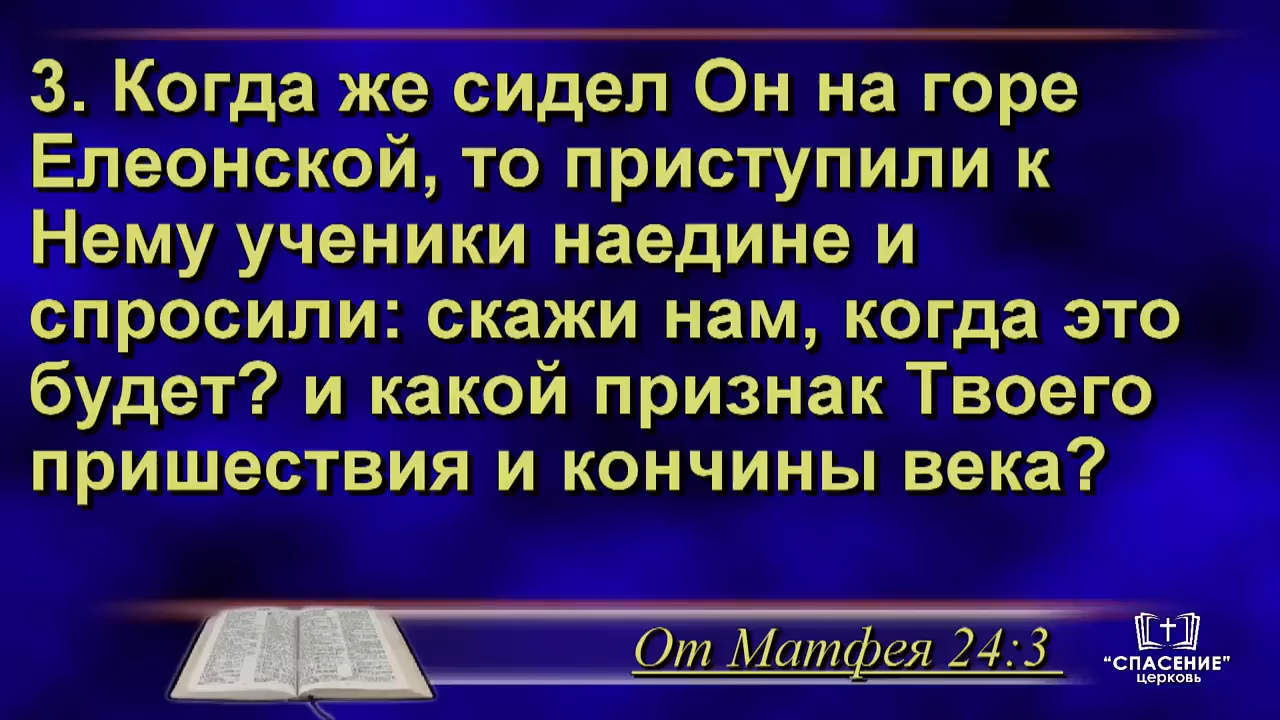 3. Когда же сидел Он на горе
Елеонской, то приступили к
Нему ученики наедине и
спросили: скажи нам, когда это
будет? и какой признак Твоего
пришествия и кончины века?
От Матфея 24:3
"СПАСЕНИЕ"
церковь